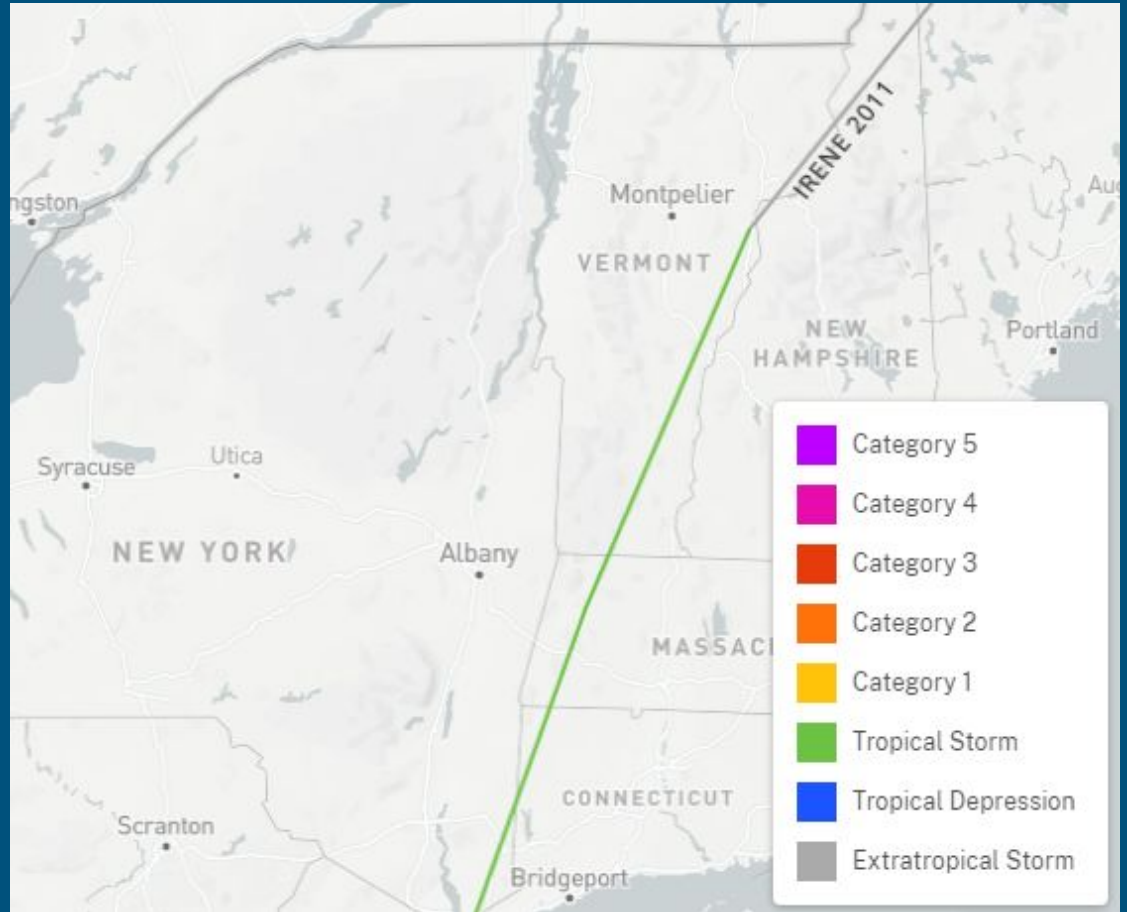 IRENE 2011
ngston
Montpelier
Au
VERMONT
NEW
HAMPSHIRE
Portland
Syracuse
Utica
NEW YORK
Albany
MASSAC
CONNECTICUT
Scranton
Bridgeport
Category 5
Category 4
Category 3
Category 2
Category 1
Tropical Storm
Tropical Depression
Extratropical Storm